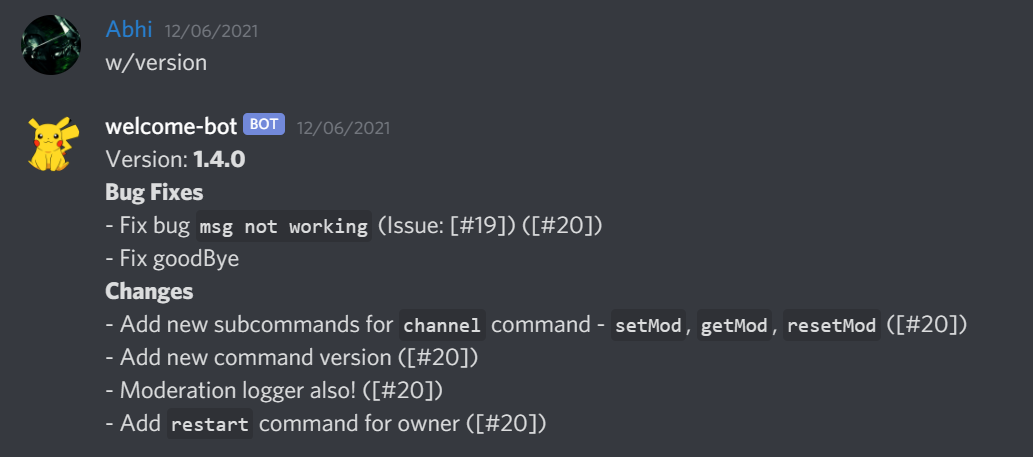 Abhi 12/06/2021
w/version
welcome-bot BOT 12/06/2021
Version: 1.4.0
Bug Fixes
- Fix bug msg not working (Issue: [#19]) ([#20])
- Fix goodBye
Changes
- Add new subcommands for channel command - setMod, getMod, resetMod ([#20])
- Add new command version ([#20])
- Moderation logger also! ([#20])
- Add restart command for owner ([#20])